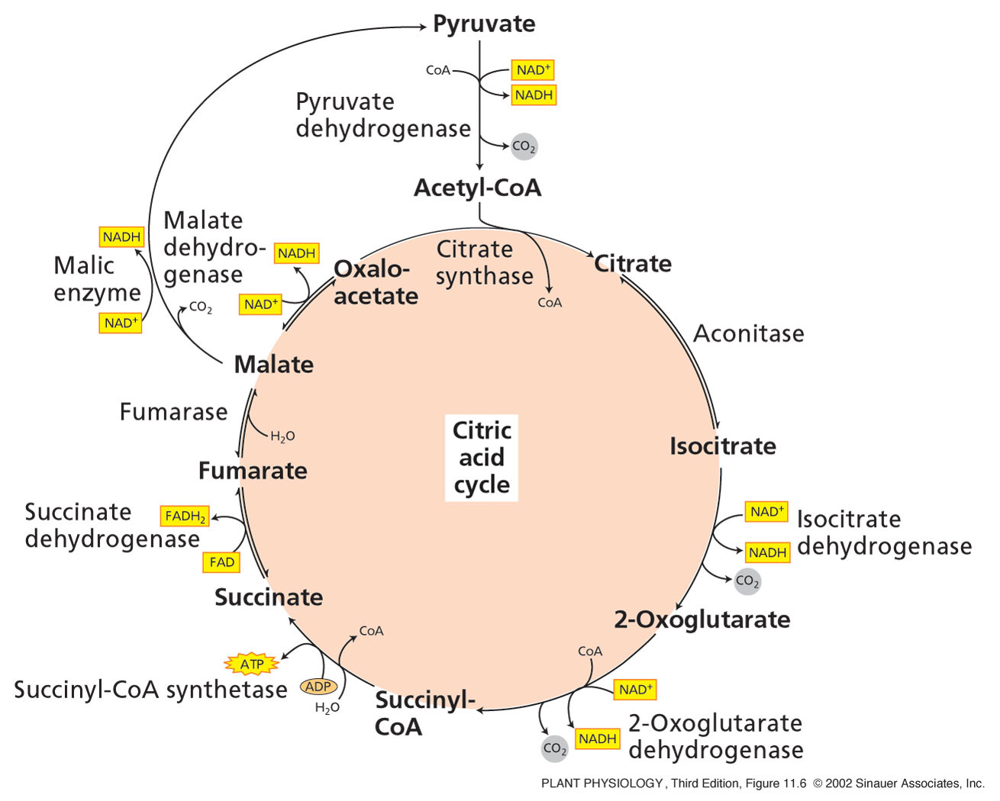 Pyruvate
CoA
NAD+
NADH
Pyruvate
dehydrogenase
CO2
Acetyl-CoA
Citrate
synthase
CoA
Citrate
Aconitase
Isocitrate
NAD+
NADH
Isocitrate
dehydrogenase
CO2
2-Oxoglutarate
CoA
NAD+
NADH
CO2
2-Oxoglutarate
dehydrogenase
Succinyl-
CoA
CoA
H2O
ADP
ATP
Succinyl-CoA synthetase
Succinate
FAD
FADH2
Succinate
dehydrogenase
Fumarate
H2O
Fumarase
Malate
NAD+
NADH
Malate
dehydro-
genase
Oxalo-
acetate
CO2
NAD+
NADH
Malic
enzyme
Citric
acid
cycle
PLANT PHYSIOLOGY, Third Edition, Figure 11.6 © 2002 Sinauer Associates, Inc.